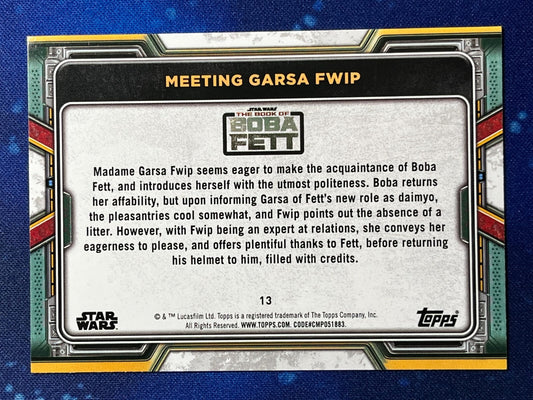 MEETING GARSA FWIP
STAR WARS
THE BOOK OF
BOBA
FETT
Madame Garsa Fwip seems eager to make the acquaintance of Boba
Fett, and introduces herself with the utmost politeness. Boba returns
her affability, but upon informing Garsa of Fett's new role as daimyo,
the pleasantries cool somewhat, and Fwip points out the absence of a
litter. However, with Fwip being an expert at relations, she conveys her
eagerness to please, and offers plentiful thanks to Fett, before returning
his helmet to him, filled with credits.
13
STAR
WARS
topps
© & ™ Lucasfilm Ltd. Topps is a registered trademark of The Topps Company, Inc.
All Rights Reserved. WWW.TOPPS.COM. CODE#CMP051883.